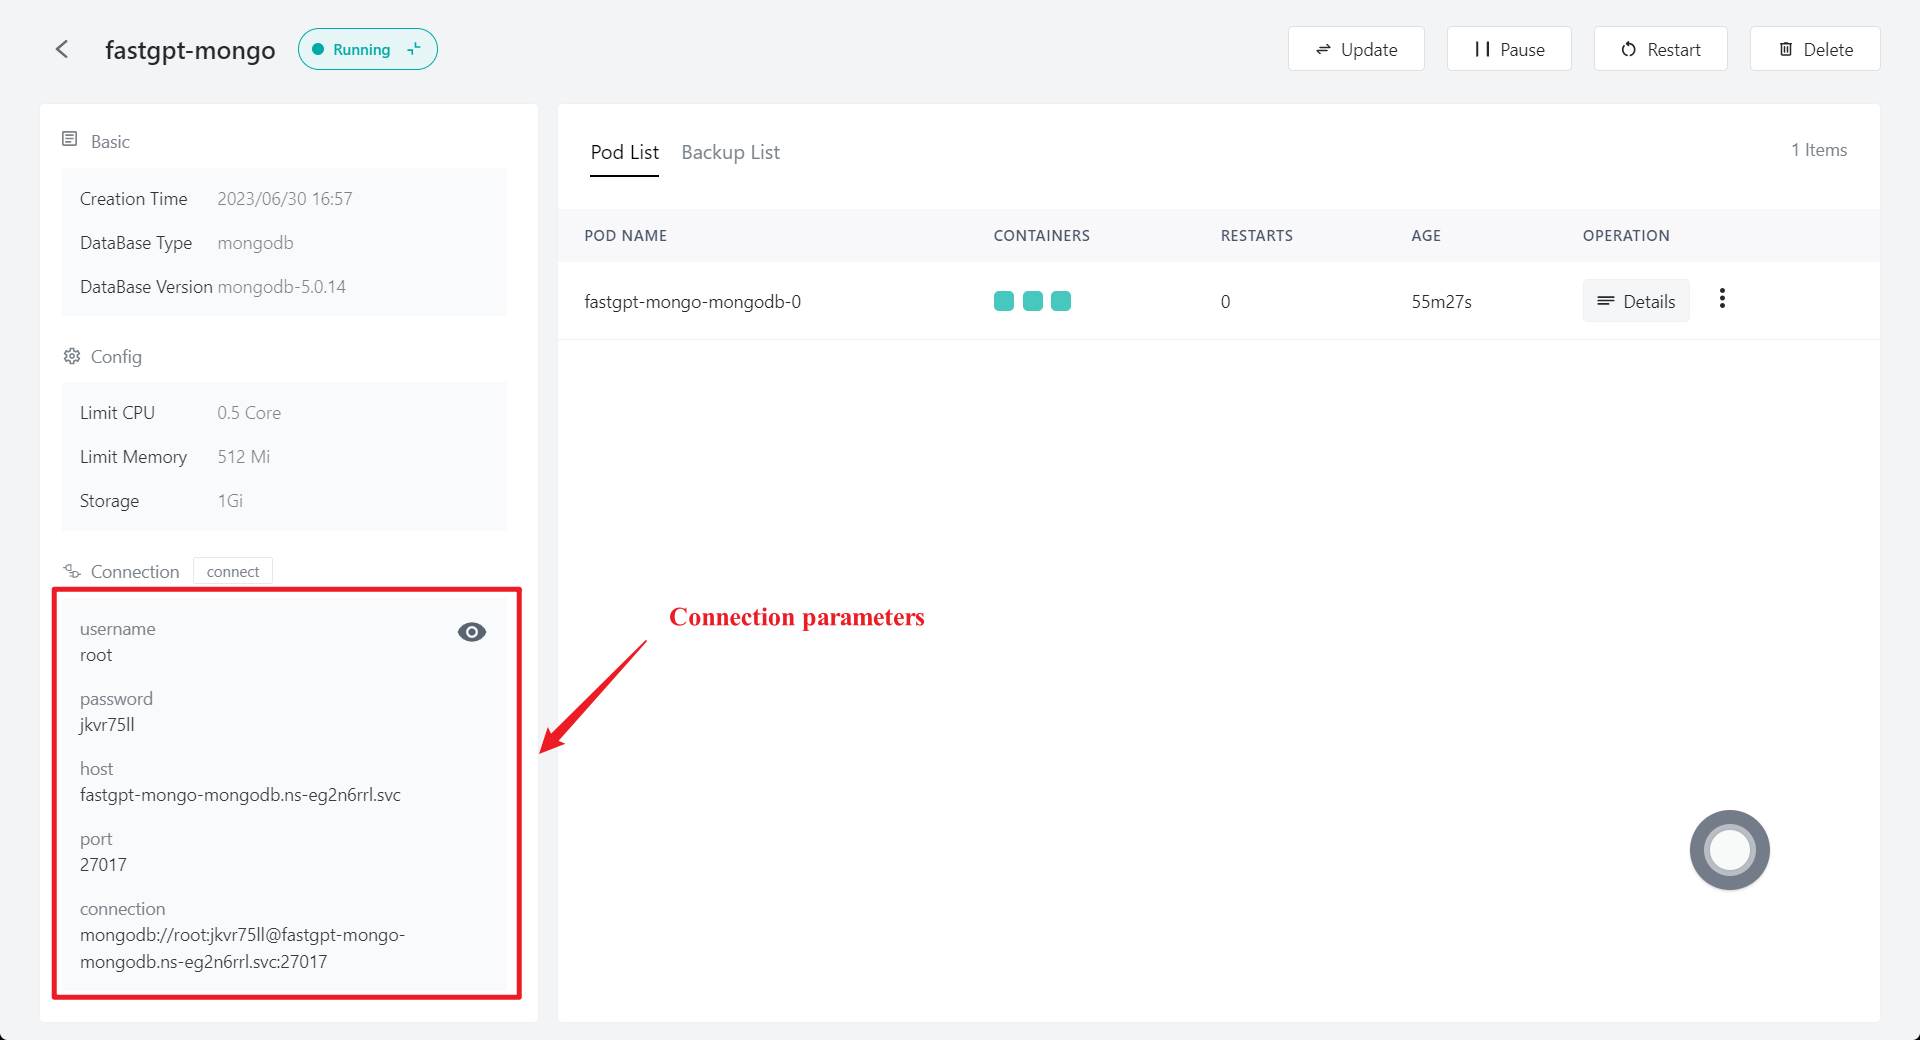 fastgpt-mongo
Running
Update
Pause
Restart
Delete
Basic
Creation Time 2023/06/30 16:57
DataBase Type mongodb
DataBase Version mongodb-5.0.14
Config
Limit CPU 0.5 Core
Limit Memory 512 Mi
Storage 1Gi
Connection connect
username
root
password
jkvr75ll
host
fastgpt-mongo-mongodb.ns-eg2n6rrl.svc
port
27017
connection
mongodb://root:jkvr75ll@fastgpt-mongo-
mongodb.ns-eg2n6rrl.svc:27017
Pod List Backup List 1 Items
POD NAME CONTAINERS RESTARTS AGE OPERATION
fastgpt-mongo-mongodb-0 0 55m27s Details
Connection parameters